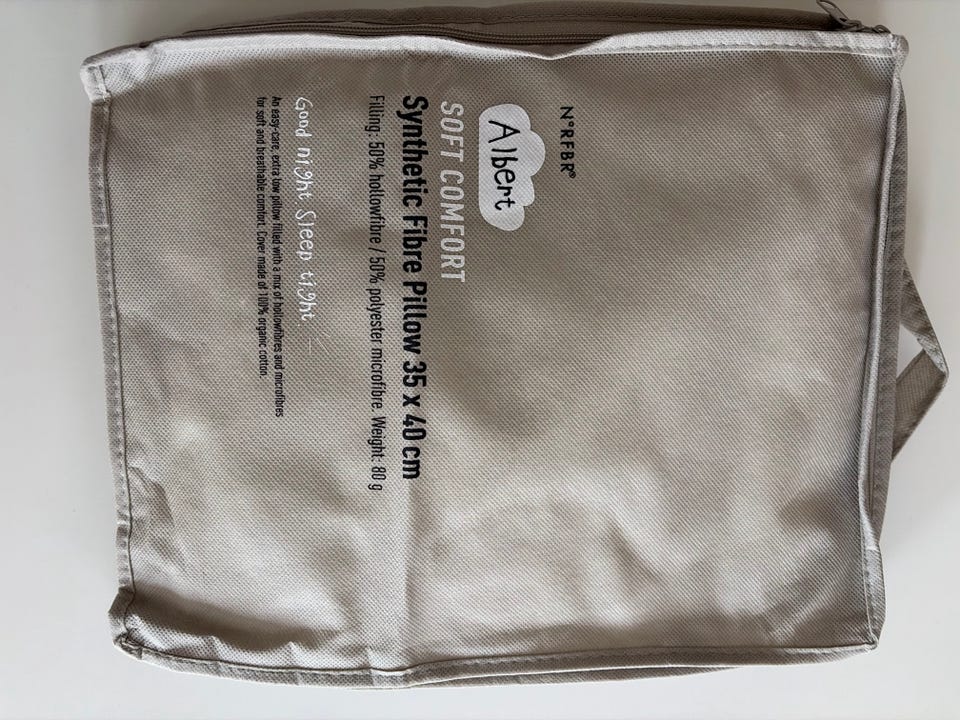 N°RFBR®
Albert
SOFT COMFORT
Synthetic Fibre Pillow 35 x 40 cm
Filling: 50% hollowfibre / 50% polyester microfibre. Weight: 80 g
Good night. Sleep tight.
An easy-care, extra low pillow filled with a mix of hollowfibres and microfibres
for soft and breathable comfort. Cover made of 100% organic cotton.